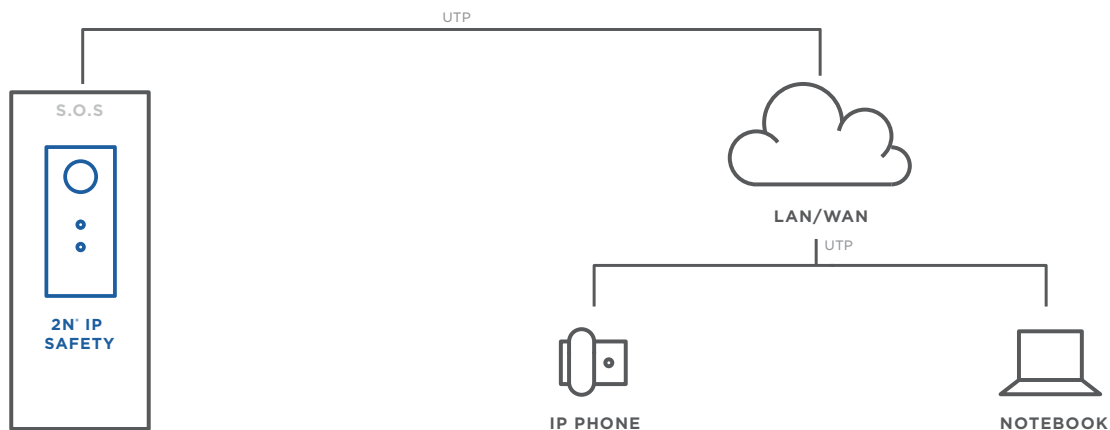 UTP
S.O.S
2N® IP
SAFETY
LAN/WAN
UTP
IP PHONE
NOTEBOOK